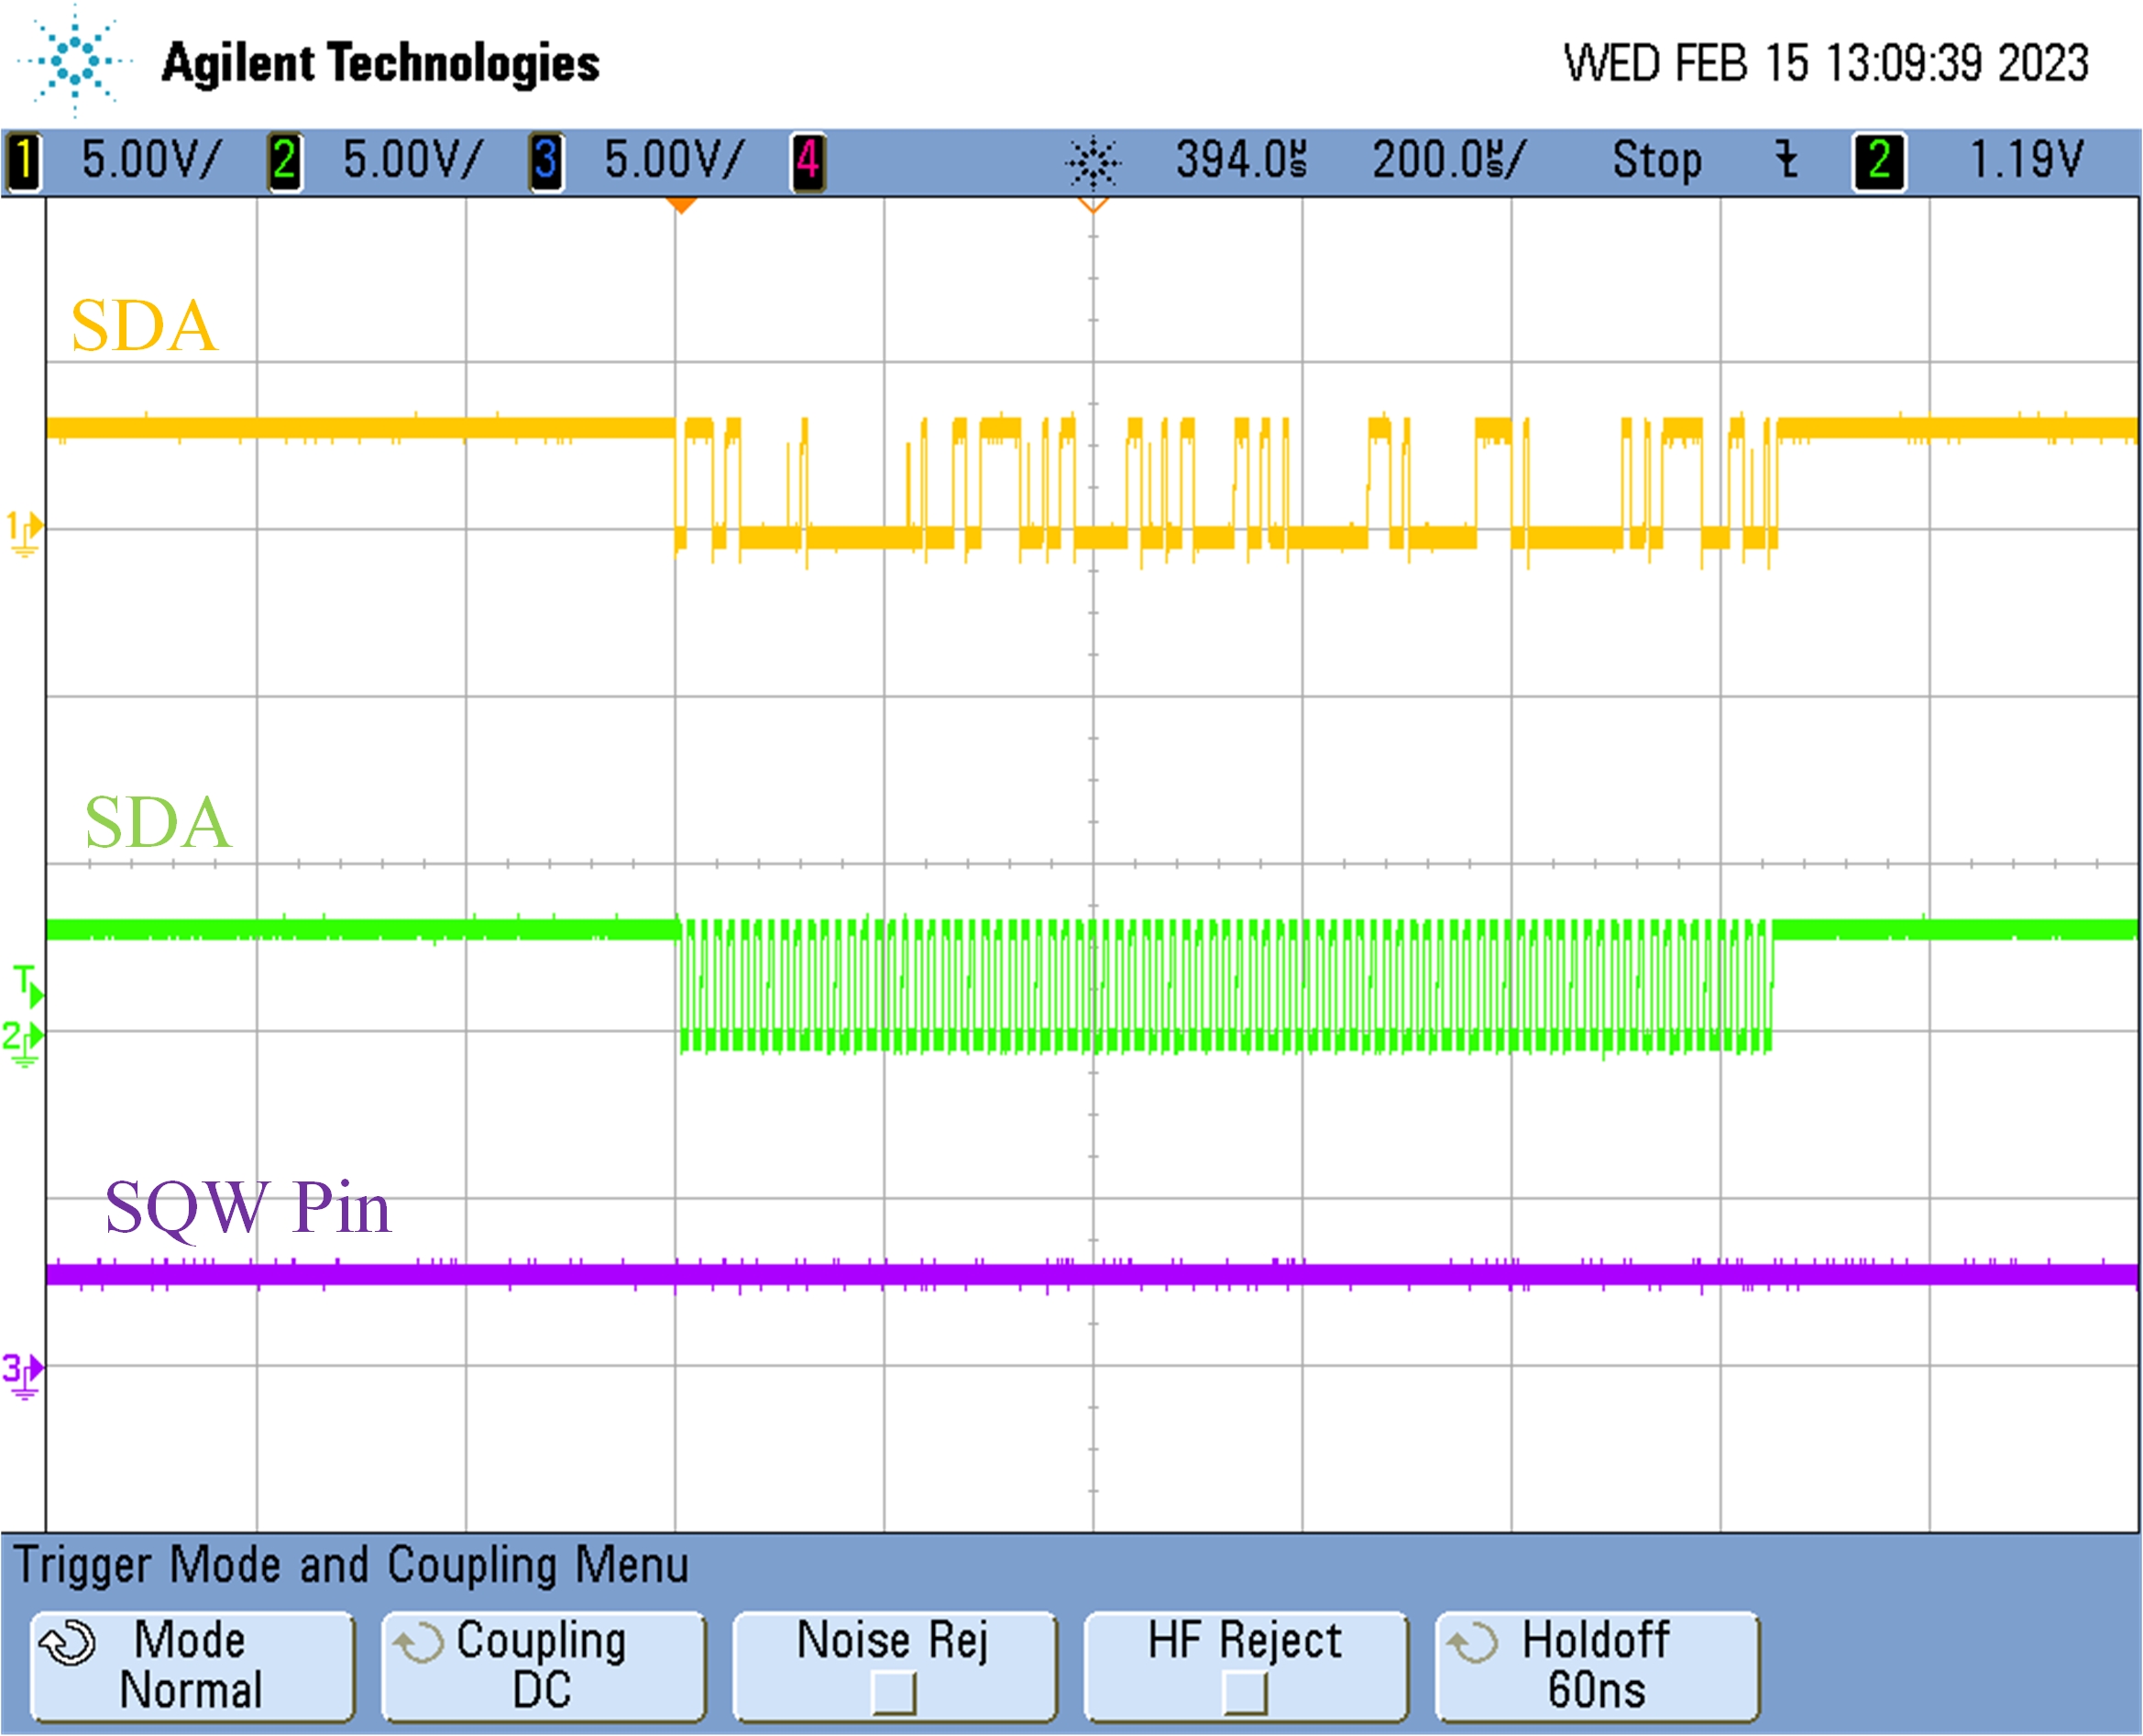 Agilent Technologies
WED FEB 15 13:09:39 2023
1 5.00V/ 2 5.00V/ 3 5.00V/ 4 394.0µs 200.0µs/ Stop 2 1.19V
SDA
1
SDA
T
2
SQW Pin
3
Trigger Mode and Coupling Menu
Mode
Normal
Coupling
DC
Noise Rej
HF Reject
Holdoff
60ns